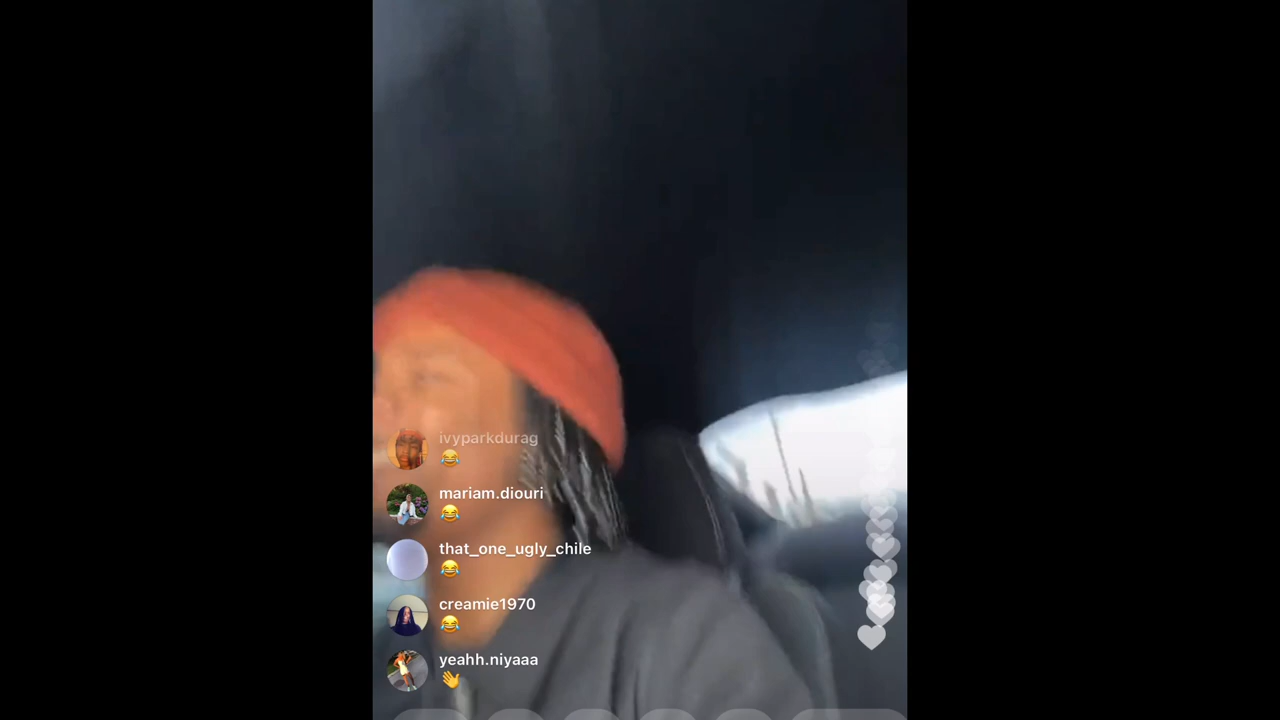 ivyparkdurag
😂
mariam.diouri
😂
that_one_ugly_chile
😂
creamie1970
😂
yeahh.niyaaa
👋